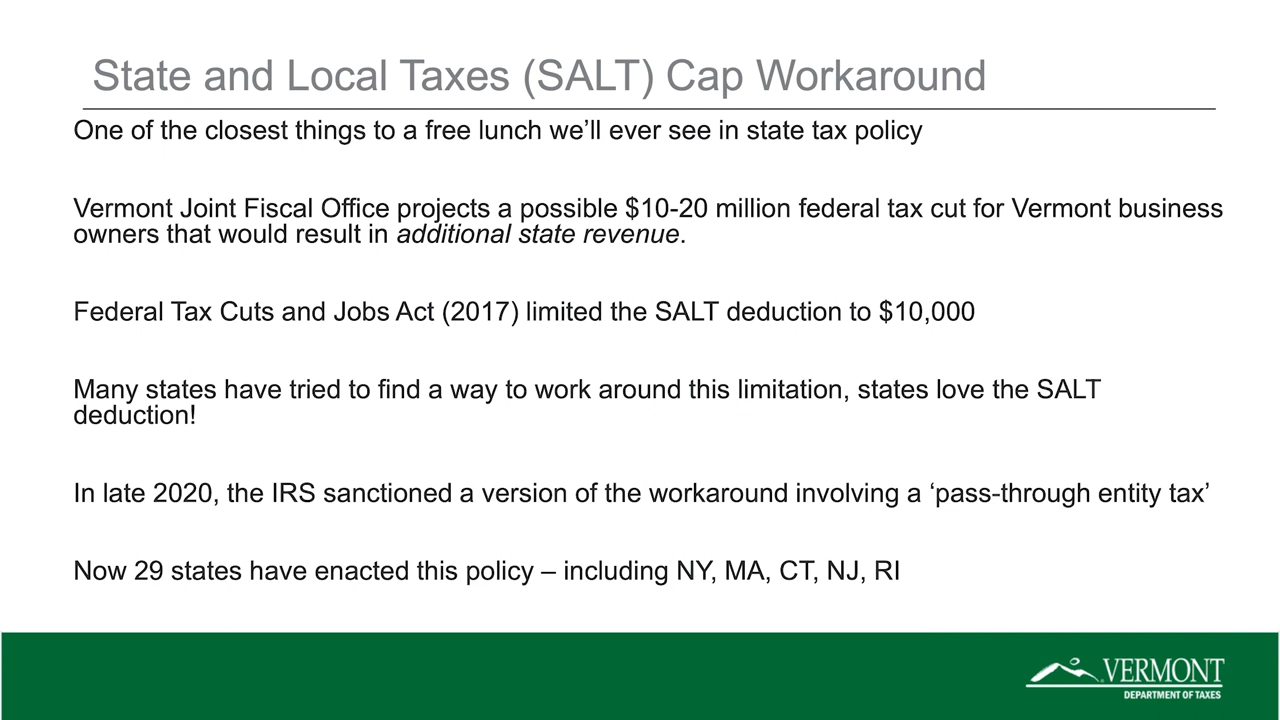 State and Local Taxes (SALT) Cap Workaround
One of the closest things to a free lunch we’ll ever see in state tax policy
Vermont Joint Fiscal Office projects a possible $10-20 million federal tax cut for Vermont business
owners that would result in additional state revenue.
Federal Tax Cuts and Jobs Act (2017) limited the SALT deduction to $10,000
Many states have tried to find a way to work around this limitation, states love the SALT
deduction!
In late 2020, the IRS sanctioned a version of the workaround involving a ‘pass-through entity tax’
Now 29 states have enacted this policy – including NY, MA, CT, NJ, RI
VERMONT
DEPARTMENT OF TAXES